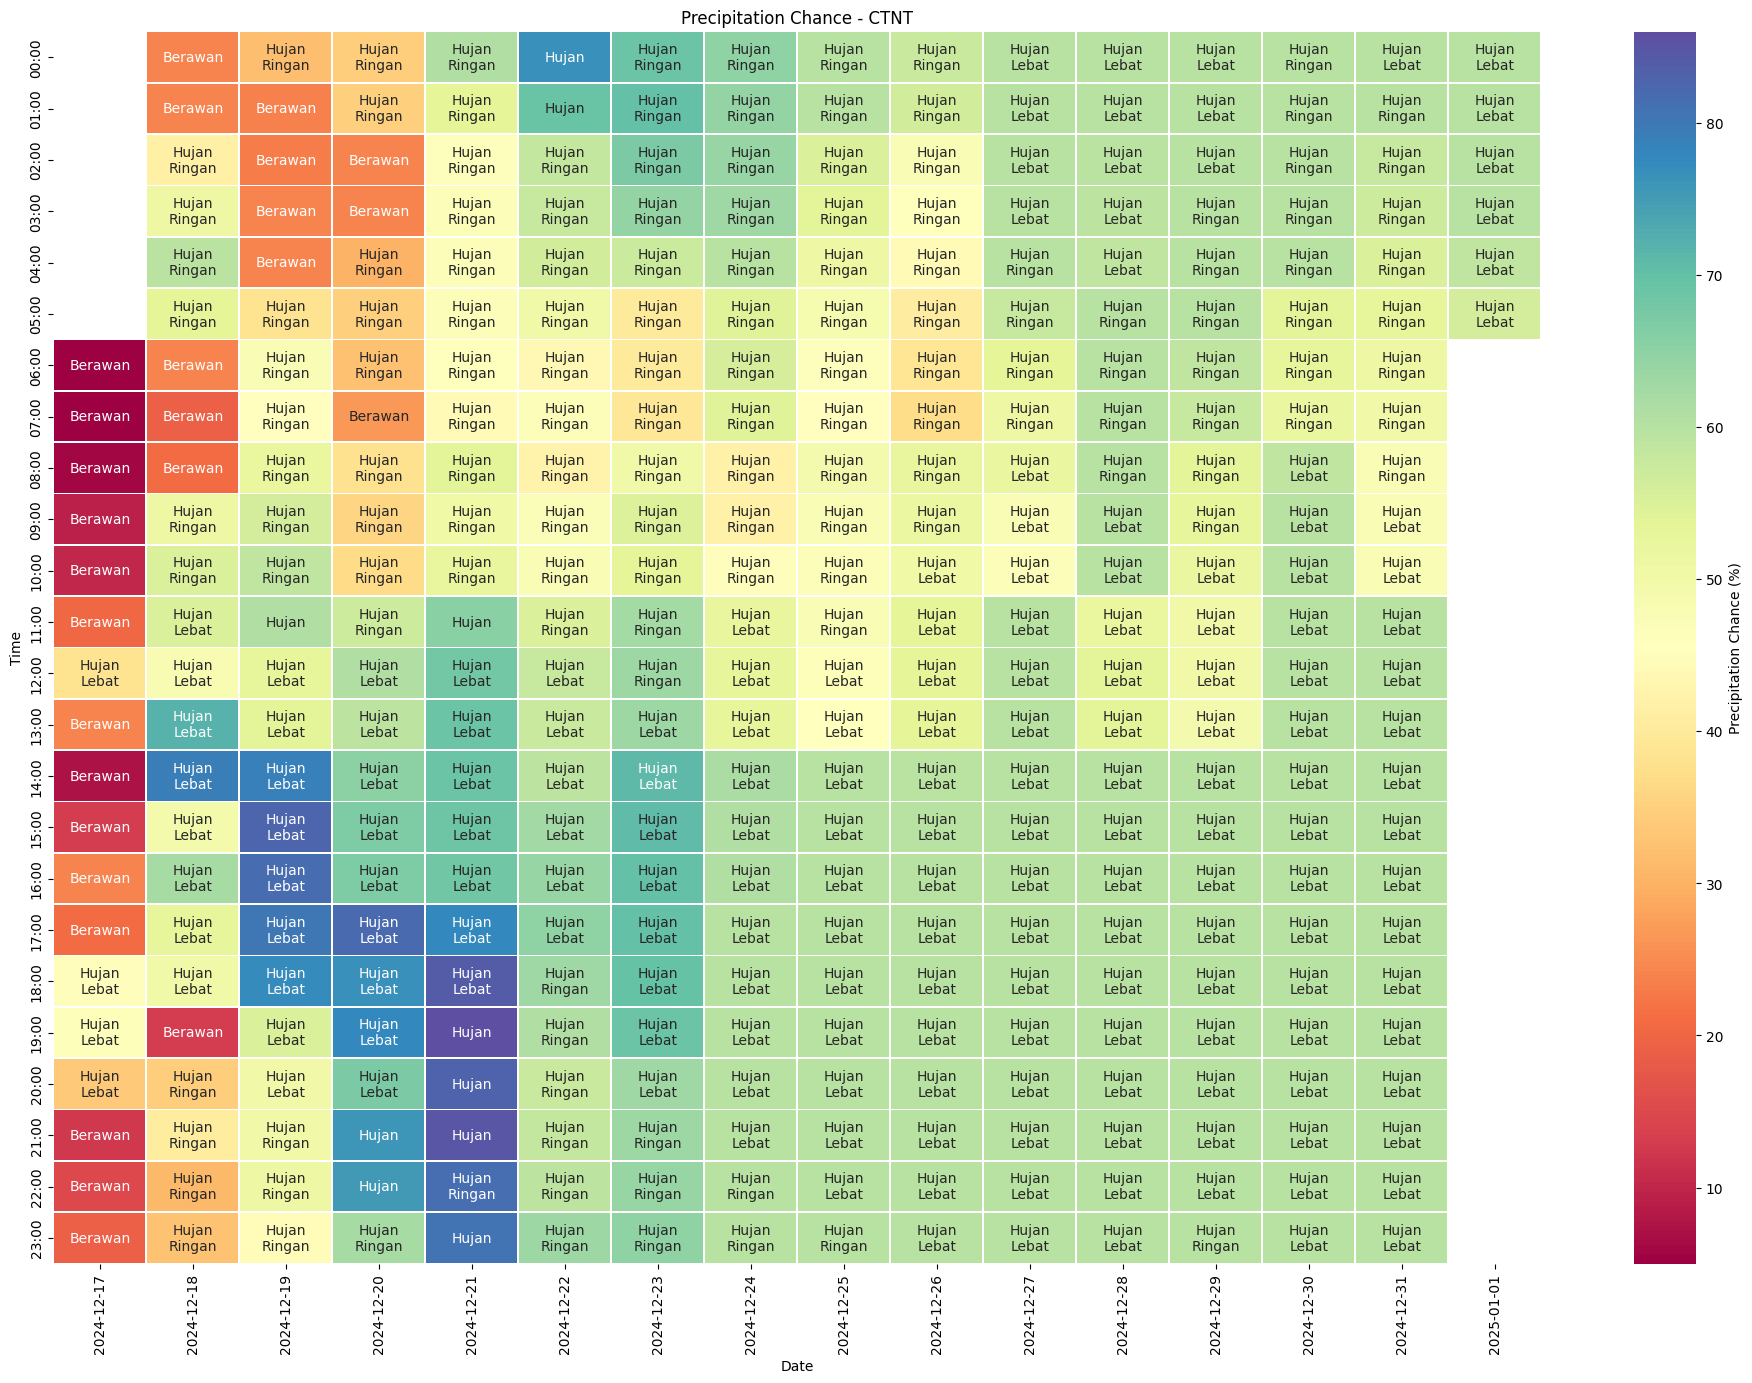 Precipitation Chance - CTNT
00:00 Berawan Hujan Ringan Hujan Ringan Hujan Ringan Hujan Hujan Ringan Hujan Ringan Hujan Ringan Hujan Ringan Hujan Lebat Hujan Lebat Hujan Lebat Hujan Ringan Hujan Lebat Hujan Lebat
01:00 Berawan Berawan Hujan Ringan Hujan Ringan Hujan Hujan Ringan Hujan Ringan Hujan Ringan Hujan Ringan Hujan Lebat Hujan Lebat Hujan Lebat Hujan Ringan Hujan Ringan Hujan Lebat
02:00 Hujan Ringan Berawan Berawan Hujan Ringan Hujan Ringan Hujan Ringan Hujan Ringan Hujan Ringan Hujan Ringan Hujan Lebat Hujan Lebat Hujan Lebat Hujan Ringan Hujan Ringan Hujan Lebat
03:00 Hujan Ringan Berawan Berawan Hujan Ringan Hujan Ringan Hujan Ringan Hujan Ringan Hujan Ringan Hujan Ringan Hujan Lebat Hujan Lebat Hujan Ringan Hujan Ringan Hujan Ringan Hujan Lebat
04:00 Hujan Ringan Berawan Hujan Ringan Hujan Ringan Hujan Ringan Hujan Ringan Hujan Ringan Hujan Ringan Hujan Ringan Hujan Ringan Hujan Lebat Hujan Ringan Hujan Ringan Hujan Ringan Hujan Lebat
05:00 Hujan Ringan Hujan Ringan Hujan Ringan Hujan Ringan Hujan Ringan Hujan Ringan Hujan Ringan Hujan Ringan Hujan Ringan Hujan Ringan Hujan Ringan Hujan Ringan Hujan Ringan Hujan Ringan Hujan Lebat
06:00 Berawan Berawan Hujan Ringan Hujan Ringan Hujan Ringan Hujan Ringan Hujan Ringan Hujan Ringan Hujan Ringan Hujan Ringan Hujan Ringan Hujan Ringan Hujan Ringan Hujan Ringan Hujan Ringan
07:00 Berawan Berawan Hujan Ringan Berawan Hujan Ringan Hujan Ringan Hujan Ringan Hujan Ringan Hujan Ringan Hujan Ringan Hujan Ringan Hujan Ringan Hujan Ringan Hujan Ringan Hujan Ringan
08:00 Berawan Berawan Hujan Ringan Hujan Ringan Hujan Ringan Hujan Ringan Hujan Ringan Hujan Ringan Hujan Ringan Hujan Ringan Hujan Lebat Hujan Ringan Hujan Ringan Hujan Lebat Hujan Ringan
09:00 Berawan Hujan Ringan Hujan Ringan Hujan Ringan Hujan Ringan Hujan Ringan Hujan Ringan Hujan Ringan Hujan Ringan Hujan Ringan Hujan Lebat Hujan Lebat Hujan Ringan Hujan Lebat Hujan Lebat
10:00 Berawan Hujan Ringan Hujan Ringan Hujan Ringan Hujan Ringan Hujan Ringan Hujan Ringan Hujan Ringan Hujan Ringan Hujan Lebat Hujan Lebat Hujan Lebat Hujan Lebat Hujan Lebat Hujan Lebat
11:00 Berawan Hujan Lebat Hujan Hujan Ringan Hujan Hujan Ringan Hujan Ringan Hujan Lebat Hujan Ringan Hujan Lebat Hujan Lebat Hujan Lebat Hujan Lebat Hujan Lebat Hujan Lebat
12:00 Hujan Lebat Hujan Lebat Hujan Lebat Hujan Lebat Hujan Lebat Hujan Lebat Hujan Ringan Hujan Lebat Hujan Lebat Hujan Lebat Hujan Lebat Hujan Lebat Hujan Lebat Hujan Lebat Hujan Lebat
13:00 Berawan Hujan Lebat Hujan Lebat Hujan Lebat Hujan Lebat Hujan Lebat Hujan Lebat Hujan Lebat Hujan Lebat Hujan Lebat Hujan Lebat Hujan Lebat Hujan Lebat Hujan Lebat Hujan Lebat
14:00 Berawan Hujan Lebat Hujan Lebat Hujan Lebat Hujan Lebat Hujan Lebat Hujan Lebat Hujan Lebat Hujan Lebat Hujan Lebat Hujan Lebat Hujan Lebat Hujan Lebat Hujan Lebat Hujan Lebat
15:00 Berawan Hujan Lebat Hujan Lebat Hujan Lebat Hujan Lebat Hujan Lebat Hujan Lebat Hujan Lebat Hujan Lebat Hujan Lebat Hujan Lebat Hujan Lebat Hujan Lebat Hujan Lebat Hujan Lebat
16:00 Berawan Hujan Lebat Hujan Lebat Hujan Lebat Hujan Lebat Hujan Lebat Hujan Lebat Hujan Lebat Hujan Lebat Hujan Lebat Hujan Lebat Hujan Lebat Hujan Lebat Hujan Lebat Hujan Lebat
17:00 Berawan Hujan Lebat Hujan Lebat Hujan Lebat Hujan Lebat Hujan Lebat Hujan Lebat Hujan Lebat Hujan Lebat Hujan Lebat Hujan Lebat Hujan Lebat Hujan Lebat Hujan Lebat Hujan Lebat
18:00 Hujan Lebat Hujan Lebat Hujan Lebat Hujan Lebat Hujan Lebat Hujan Ringan Hujan Lebat Hujan Lebat Hujan Lebat Hujan Lebat Hujan Lebat Hujan Lebat Hujan Lebat Hujan Lebat Hujan Lebat
19:00 Hujan Lebat Berawan Hujan Lebat Hujan Lebat Hujan Hujan Ringan Hujan Lebat Hujan Lebat Hujan Lebat Hujan Lebat Hujan Lebat Hujan Lebat Hujan Lebat Hujan Lebat Hujan Lebat
20:00 Hujan Lebat Hujan Ringan Hujan Lebat Hujan Lebat Hujan Hujan Ringan Hujan Lebat Hujan Lebat Hujan Lebat Hujan Lebat Hujan Lebat Hujan Lebat Hujan Lebat Hujan Lebat Hujan Lebat
21:00 Berawan Hujan Ringan Hujan Ringan Hujan Hujan Hujan Ringan Hujan Ringan Hujan Lebat Hujan Lebat Hujan Lebat Hujan Lebat Hujan Lebat Hujan Lebat Hujan Lebat Hujan Lebat
22:00 Berawan Hujan Ringan Hujan Ringan Hujan Hujan Ringan Hujan Ringan Hujan Ringan Hujan Ringan Hujan Lebat Hujan Lebat Hujan Lebat Hujan Lebat Hujan Lebat Hujan Lebat Hujan Lebat
23:00 Berawan Hujan Ringan Hujan Ringan Hujan Ringan Hujan Hujan Ringan Hujan Ringan Hujan Ringan Hujan Ringan Hujan Lebat Hujan Lebat Hujan Lebat Hujan Ringan Hujan Lebat Hujan Lebat
Time
2024-12-17 2024-12-18 2024-12-19 2024-12-20 2024-12-21 2024-12-22 2024-12-23 2024-12-24 2024-12-25 2024-12-26 2024-12-27 2024-12-28 2024-12-29 2024-12-30 2024-12-31 2025-01-01
Date
80
70
60
50
40
30
20
10
Precipitation Chance (%)